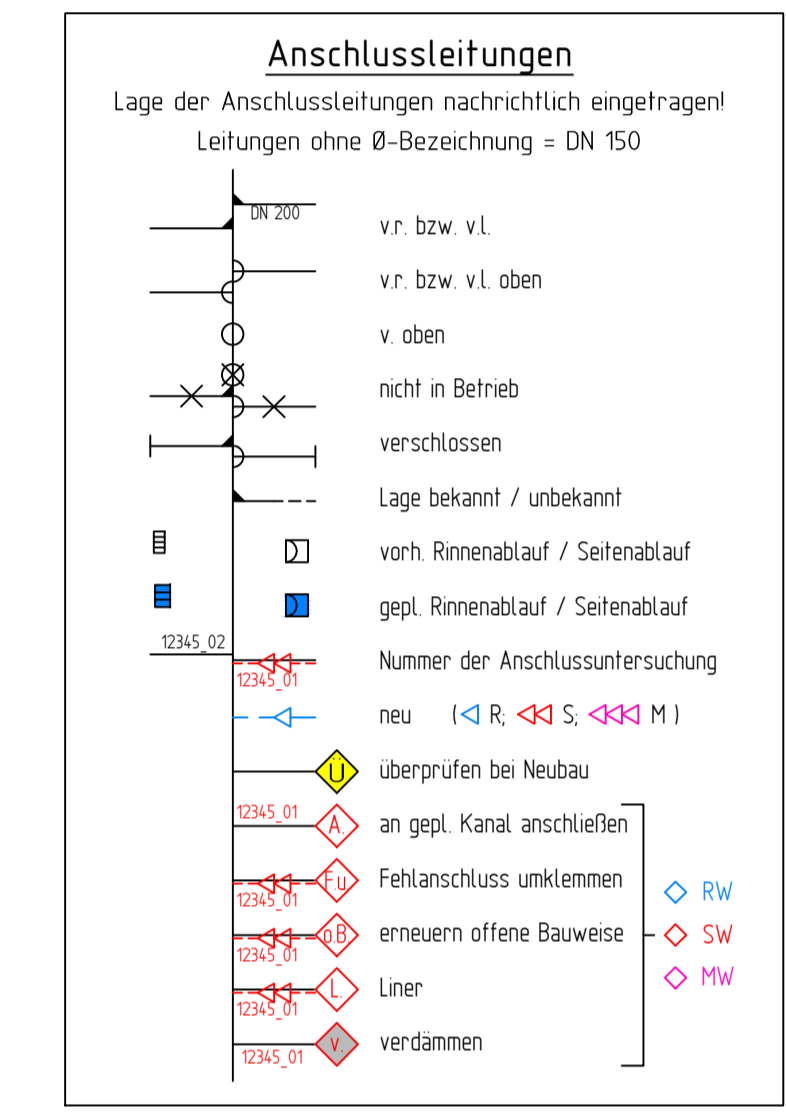 Anschlussleitungen
Lage der Anschlussleitungen nachrichtlich eingetragen!
Leitungen ohne Ø-Bezeichnung = DN 150
DN 200
v.r. bzw. v.l.
v.r. bzw. v.l. oben
v. oben
nicht in Betrieb
verschlossen
Lage bekannt / unbekannt
vorh. Rinnenablauf / Seitenablauf
gepl. Rinnenablauf / Seitenablauf
12345_02
12345_01 Nummer der Anschlussuntersuchung
neu ( R; S; M )
Ü überprüfen bei Neubau
12345_01 A. an gepl. Kanal anschließen
12345_01 F.u. Fehlanschluss umklemmen
12345_01 o.B. erneuern offene Bauweise
12345_01 L. Liner
12345_01 v. verdämmen
RW
SW
MW